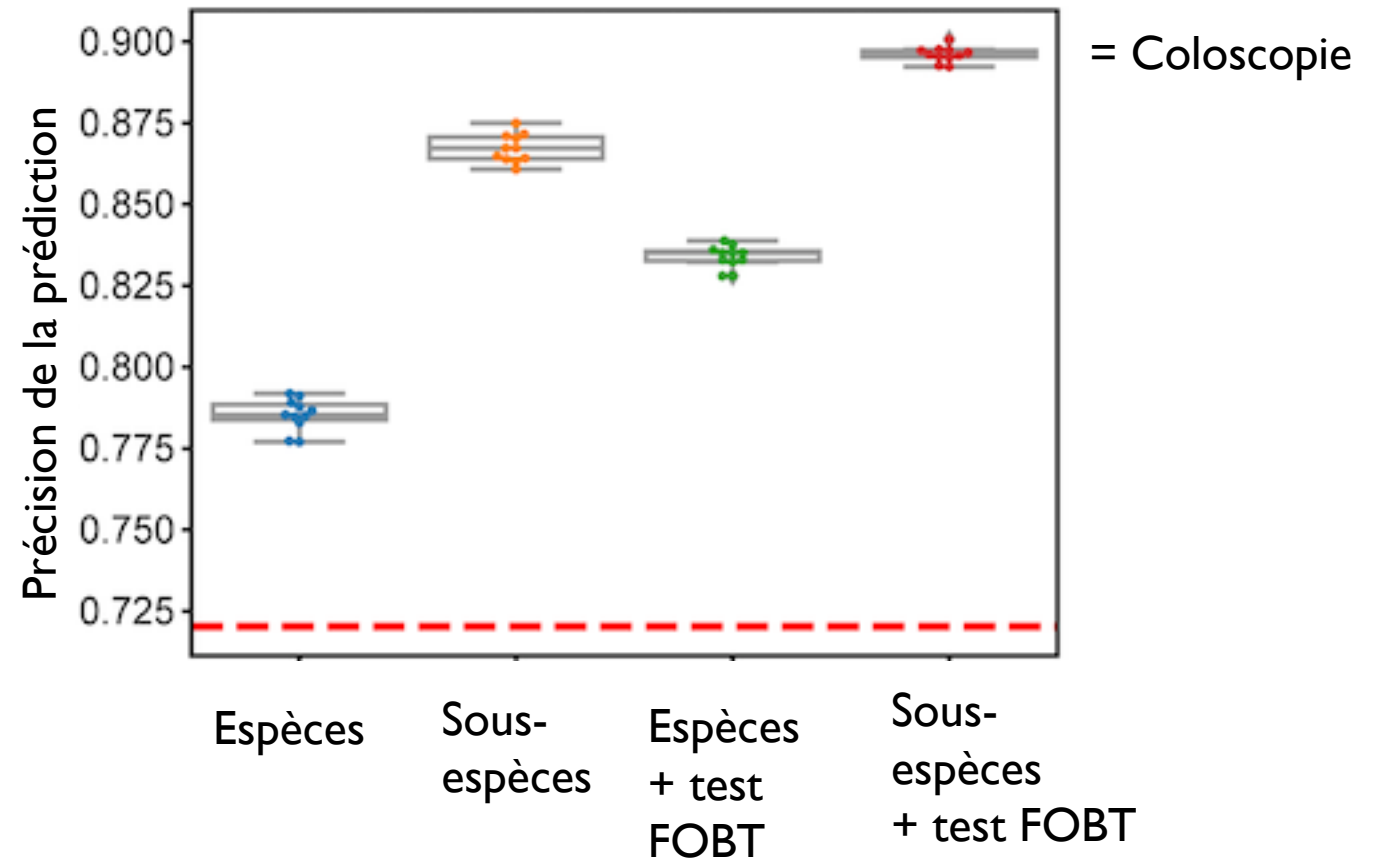 Précision de la prédiction
0.900
0.875
0.850
0.825
0.800
0.775
0.750
0.725
= Coloscopie
Espèces
Sous-
espèces
Espèces
+ test
FOBT
Sous-
espèces
+ test FOBT